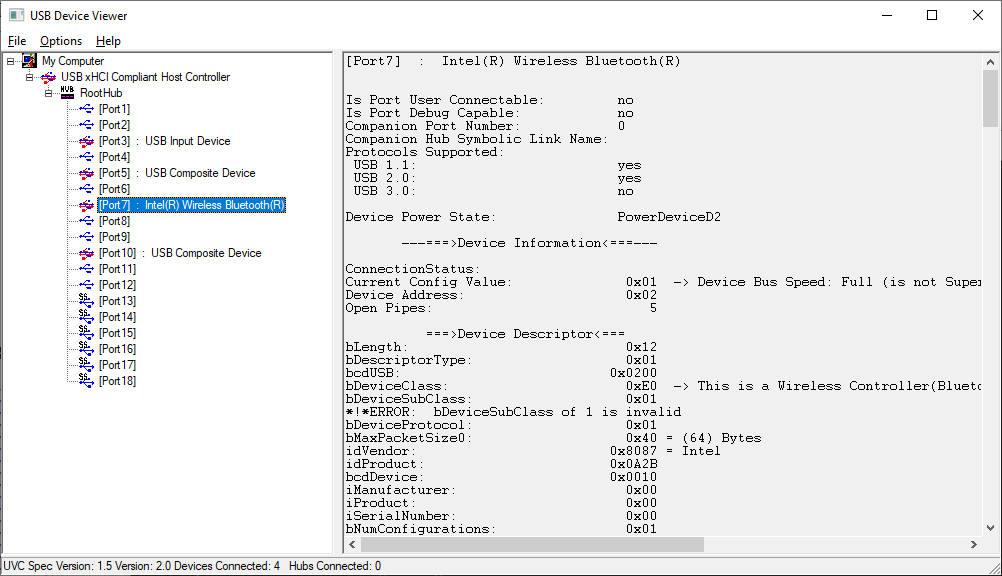 USB Device Viewer
File Options Help
My Computer
USB xHCI Compliant Host Controller
HUB RootHub
[Port1]
[Port2]
[Port3] : USB Input Device
[Port4]
[Port5] : USB Composite Device
[Port6]
[Port7] : Intel(R) Wireless Bluetooth(R)
[Port8]
[Port9]
[Port10] : USB Composite Device
[Port11]
[Port12]
SS [Port13]
SS [Port14]
SS [Port15]
SS [Port16]
SS [Port17]
SS [Port18]
[Port7] : Intel(R) Wireless Bluetooth(R)
Is Port User Connectable: no
Is Port Debug Capable: no
Companion Port Number: 0
Companion Hub Symbolic Link Name:
Protocols Supported:
USB 1.1: yes
USB 2.0: yes
USB 3.0: no
Device Power State: PowerDeviceD2
---===>Device Information<===---
ConnectionStatus:
Current Config Value: 0x01 -> Device Bus Speed: Full (is not Super
Device Address: 0x02
Open Pipes: 5
===>Device Descriptor<===
bLength: 0x12
bDescriptorType: 0x01
bcdUSB: 0x0200
bDeviceClass: 0xE0 -> This is a Wireless Controller(Bluetc
bDeviceSubClass: 0x01
*!*ERROR: bDeviceSubClass of 1 is invalid
bDeviceProtocol: 0x01
bMaxPacketSize0: 0x40 = (64) Bytes
idVendor: 0x8087 = Intel
idProduct: 0x0A2B
bcdDevice: 0x0010
iManufacturer: 0x00
iProduct: 0x00
iSerialNumber: 0x00
bNumConfigurations: 0x01
UVC Spec Version: 1.5 Version: 2.0 Devices Connected: 4 Hubs Connected: 0